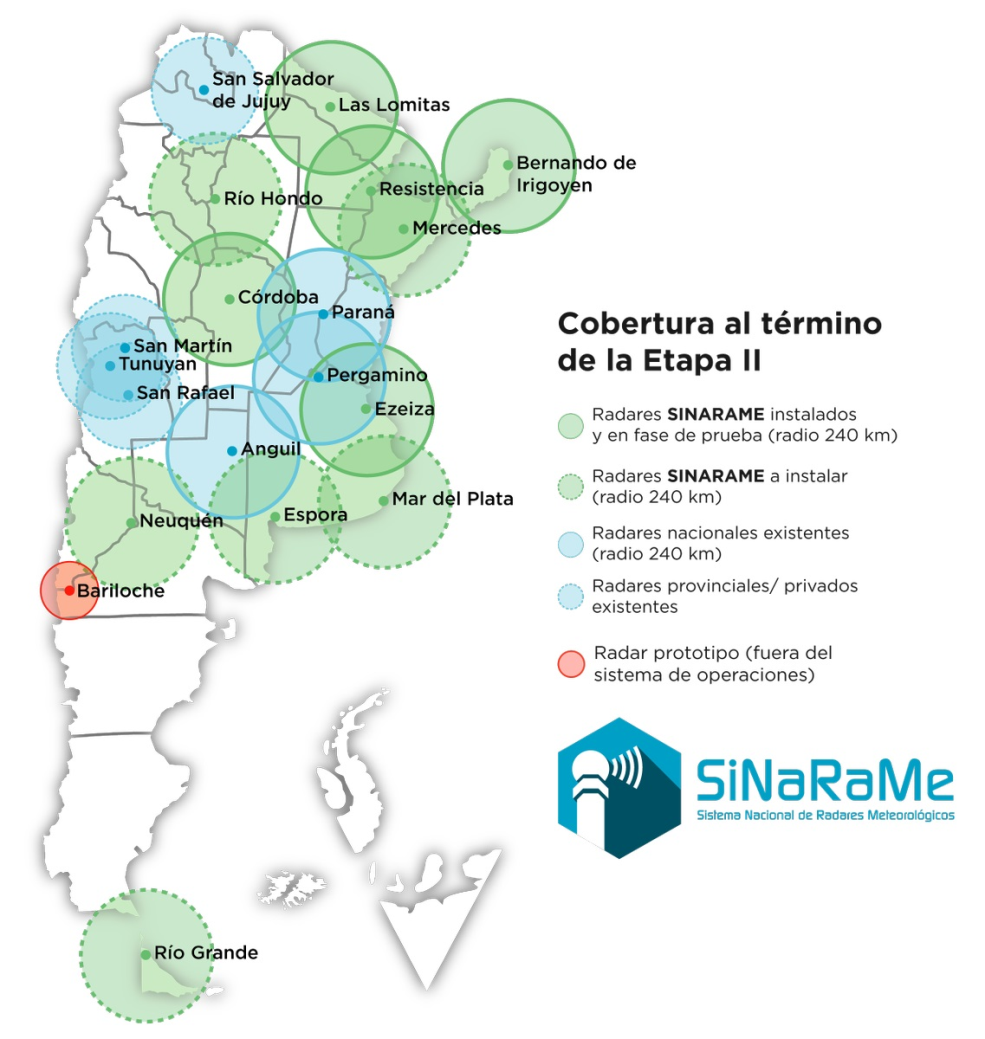 San Salvador
de Jujuy
Las Lomitas
Bernando de
Irigoyen
Resistencia
Río Hondo
Mercedes
Córdoba
Paraná
San Martín
Tunuyan
Pergamino
San Rafael
Ezeiza
Anguil
Mar del Plata
Espora
Neuquén
Bariloche
Río Grande
Cobertura al término
de la Etapa II
Radares SINARAME instalados
y en fase de prueba (radio 240 km)
Radares SINARAME a instalar
(radio 240 km)
Radares nacionales existentes
(radio 240 km)
Radares provinciales/ privados
existentes
Radar prototipo (fuera del
sistema de operaciones)
SiNaRaMe
Sistema Nacional de Radares Meteorológicos